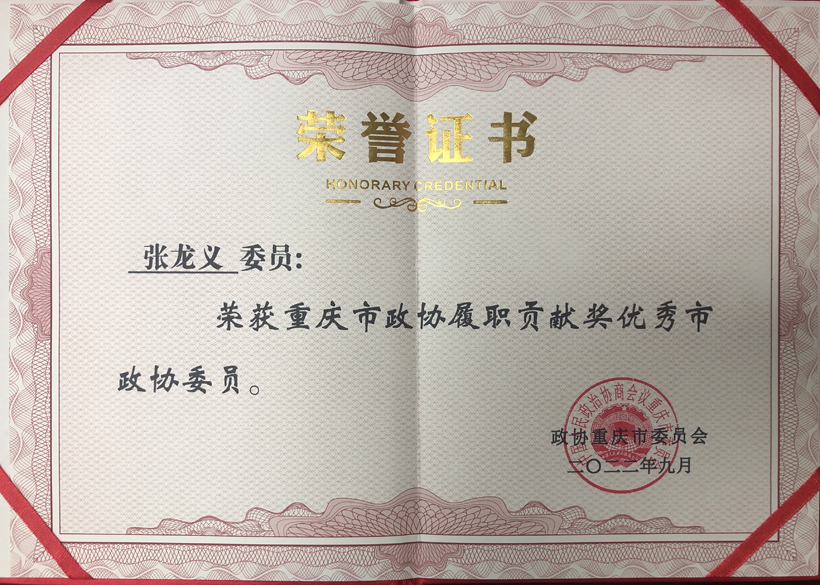 荣誉证书
HONORARY CREDENTIAL
张龙义 委员:
荣获重庆市政协履职贡献奖优秀市
政协委员。
政协重庆市委员会
二〇二二年九月